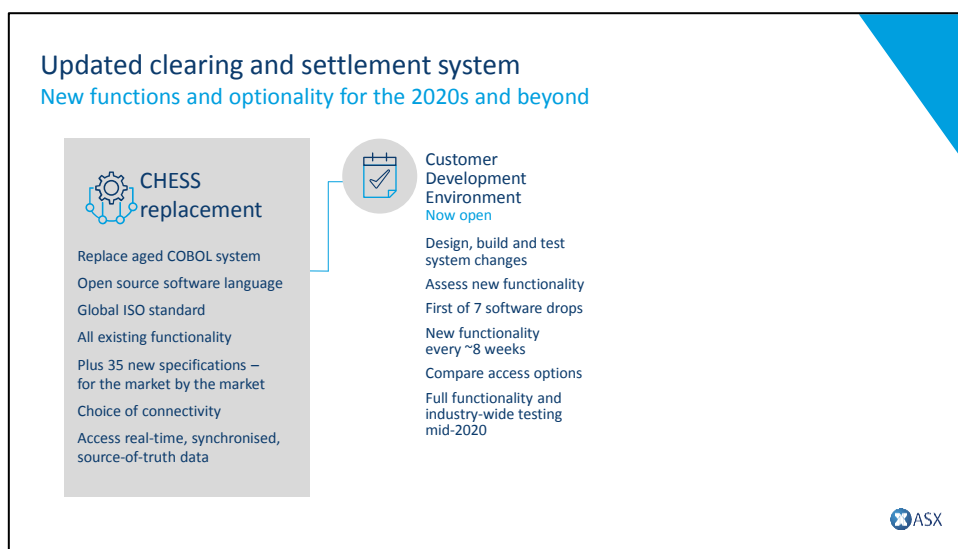 Updated clearing and settlement system
New functions and optionality for the 2020s and beyond
CHESS
replacement
Replace aged COBOL system
Open source software language
Global ISO standard
All existing functionality
Plus 35 new specifications –
for the market by the market
Choice of connectivity
Access real-time, synchronised,
source-of-truth data
Customer
Development
Environment
Now open
Design, build and test
system changes
Assess new functionality
First of 7 software drops
New functionality
every ~8 weeks
Compare access options
Full functionality and
industry-wide testing
mid-2020
ASX